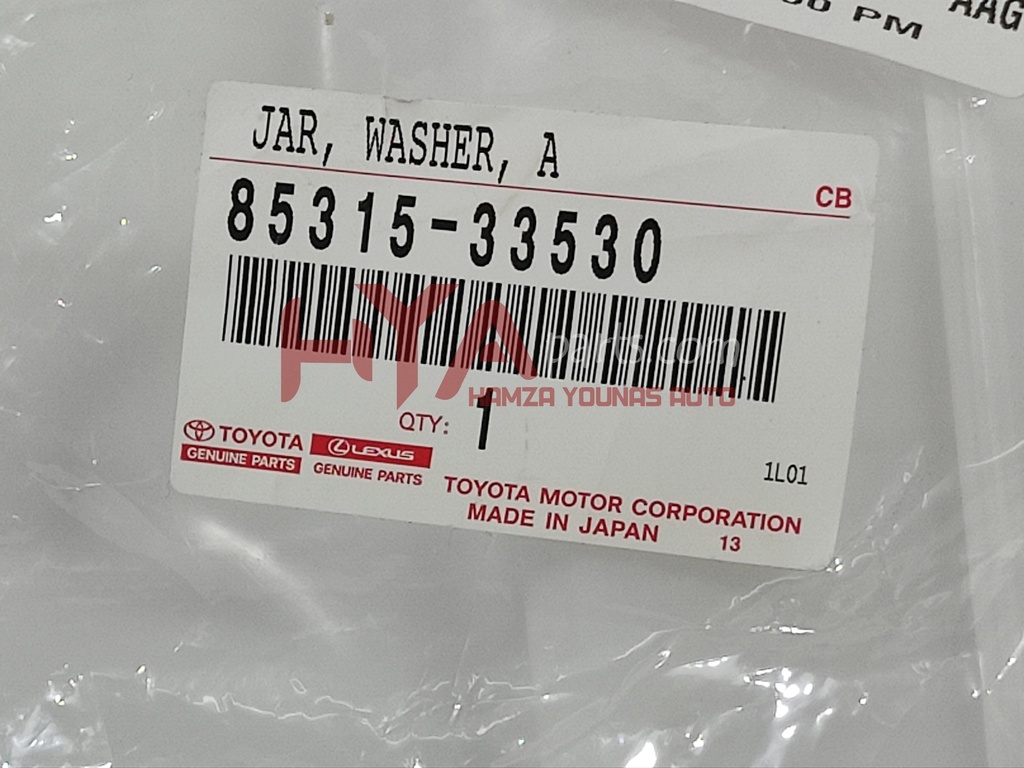 PM
AAG
JAR, WASHER, A
CB
85315-33530
HYA
parts.com
HAMZA YOUNAS AUTO
QTY: 1
TOYOTA
GENUINE PARTS
LEXUS
GENUINE PARTS
1L01
TOYOTA MOTOR CORPORATION
MADE IN JAPAN 13